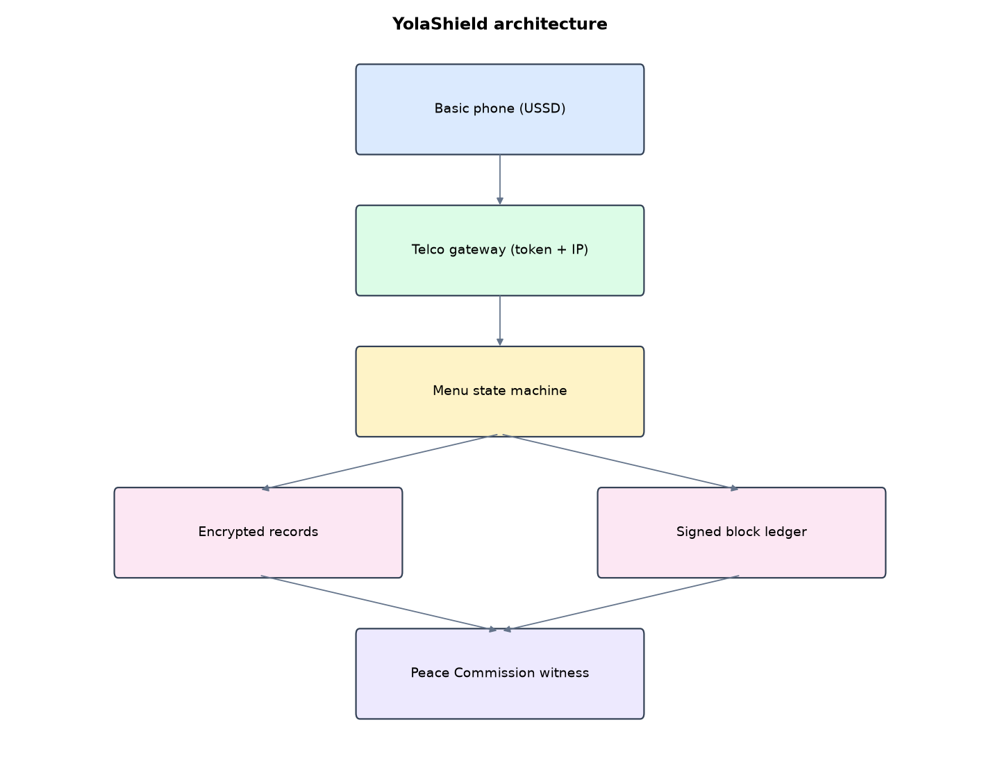 YolaShield architecture
Basic phone (USSD)
Telco gateway (token + IP)
Menu state machine
Encrypted records
Signed block ledger
Peace Commission witness